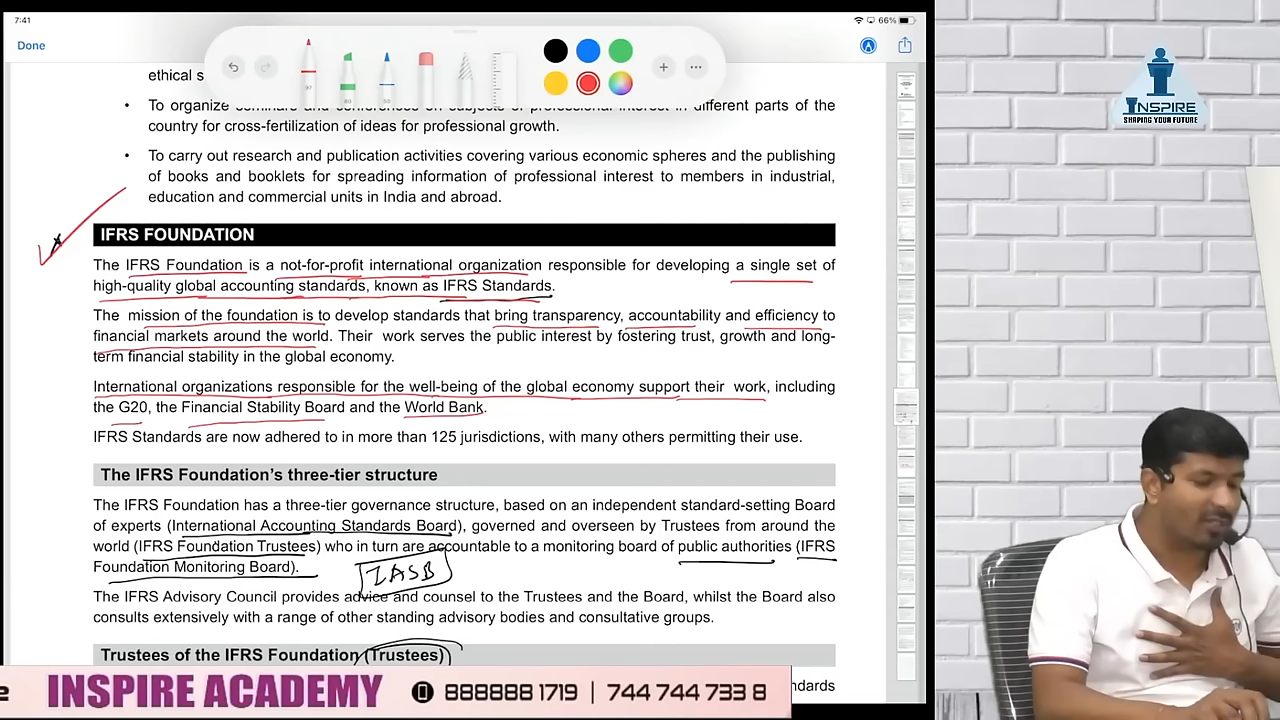 7:41
66%
Done
INSPIRE
SHAPING YOUR FUTURE
ethical s
• To organize in different parts of the
country cross-fertilization of ideas for professional growth.
• To carry research and publication activities covering various economic spheres and the publishing
of books and booklets for spreading information of professional interest to members in industrial,
education and commercial units in India and abroad.
IFRS FOUNDATION
The IFRS Foundation is a not-for-profit international organization responsible for developing a single set of
high-quality global accounting standards, known as IFRS Standards.
The mission of the foundation is to develop standards that bring transparency, accountability and efficiency to
financial markets around the world. Their work serves the public interest by fostering trust, growth and long-
term financial stability in the global economy.
International organisations responsible for the well-being of the global economy support their work, including
the G20, the Financial Stability Board and the World Bank.
FRS Standards are now adhered to in more than 125 jurisdictions, with many others permitting their use.
The IFRS Foundation's three-tier structure
The IFRS Foundation has a three-tier governance structure, based on an independent standard-setting Board
of experts (International Accounting Standards Board), governed and overseen by Trustees from around the
world (IFRS Foundation Trustees) who in turn are accountable to a monitoring board of public authorities (IFRS
Foundation Monitoring Board).
IASB
The IFRS Advisory Council provides advice and counsel to the Trustees and the Board, whilst the Board also
consults extensively with a range of other standing advisory bodies and consultative groups.
Trustees of the IFRS Foundation (Trustees)
ndards
e INSPIRE ACADEMY 888888 1719 | 744 744 733 8